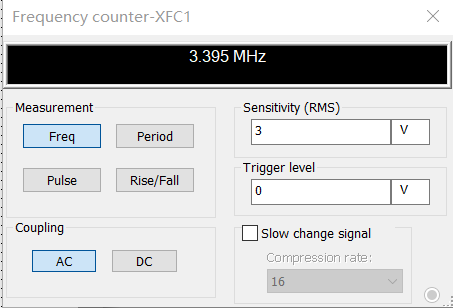 Frequency counter-XFC1
3.395 MHz
Measurement
Freq
Period
Pulse
Rise/Fall
Coupling
AC
DC
Sensitivity (RMS)
3
V
Trigger level
0
V
Slow change signal
Compression rate:
16